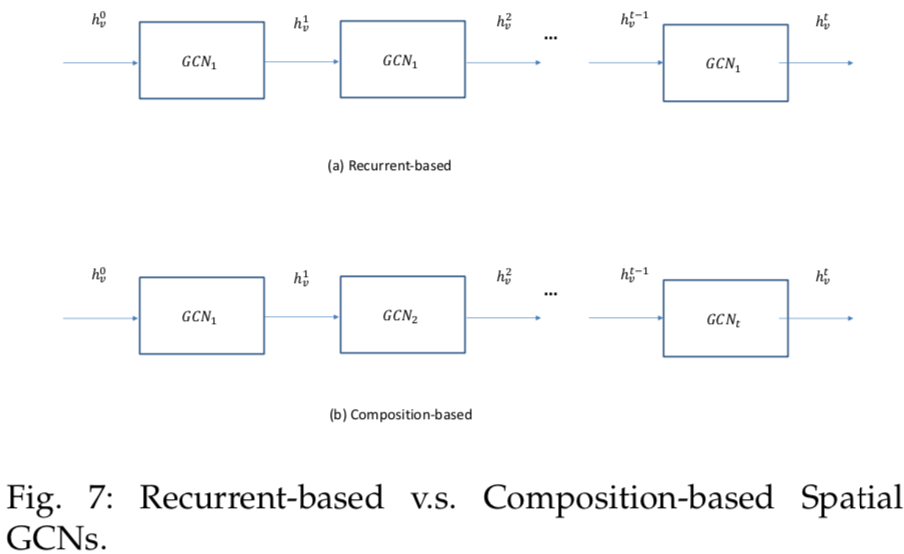 h_v^0 h_v^1 h_v^2 ... h_v^{t-1} h_v^t
GCN_1 GCN_1 GCN_1
(a) Recurrent-based
h_v^0 h_v^1 h_v^2 ... h_v^{t-1} h_v^t
GCN_1 GCN_2 GCN_t
(b) Composition-based
Fig. 7: Recurrent-based v.s. Composition-based Spatial
GCNs.